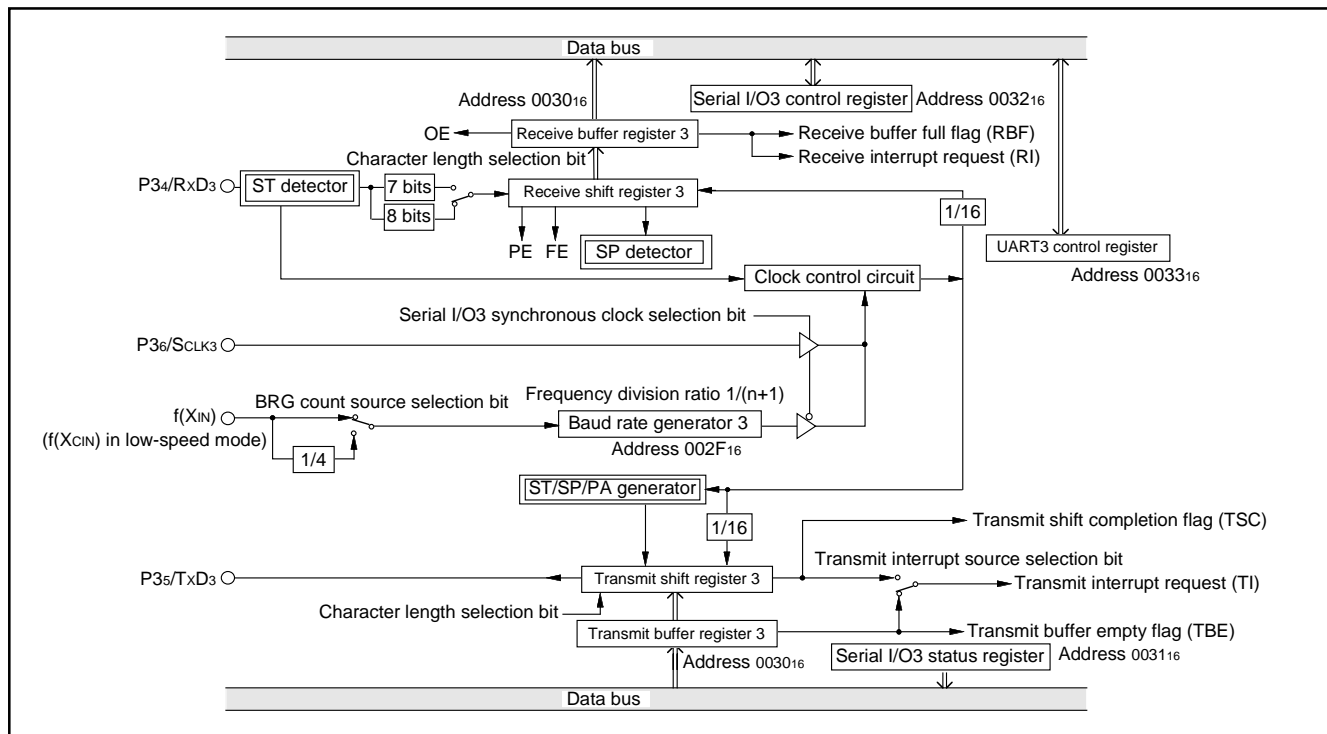 Data bus
Address 0030₁₆
Serial I/O3 control register
Address 0032₁₆
OE
Receive buffer register 3
Receive buffer full flag (RBF)
Character length selection bit
Receive interrupt request (RI)
P3₄/RXD₃
ST detector
7 bits
8 bits
Receive shift register 3
1/16
UART3 control register
PE
FE
SP detector
Address 0033₁₆
Clock control circuit
Serial I/O3 synchronous clock selection bit
P3₆/SCLK3
f(XIN)
BRG count source selection bit
Frequency division ratio 1/(n+1)
(f(XCIN) in low-speed mode)
Baud rate generator 3
1/4
Address 002F₁₆
ST/SP/PA generator
1/16
Transmit shift completion flag (TSC)
Transmit interrupt source selection bit
P3₅/TXD₃
Transmit shift register 3
Transmit interrupt request (TI)
Character length selection bit
Transmit buffer register 3
Transmit buffer empty flag (TBE)
Address 0030₁₆
Serial I/O3 status register
Address 0031₁₆
Data bus